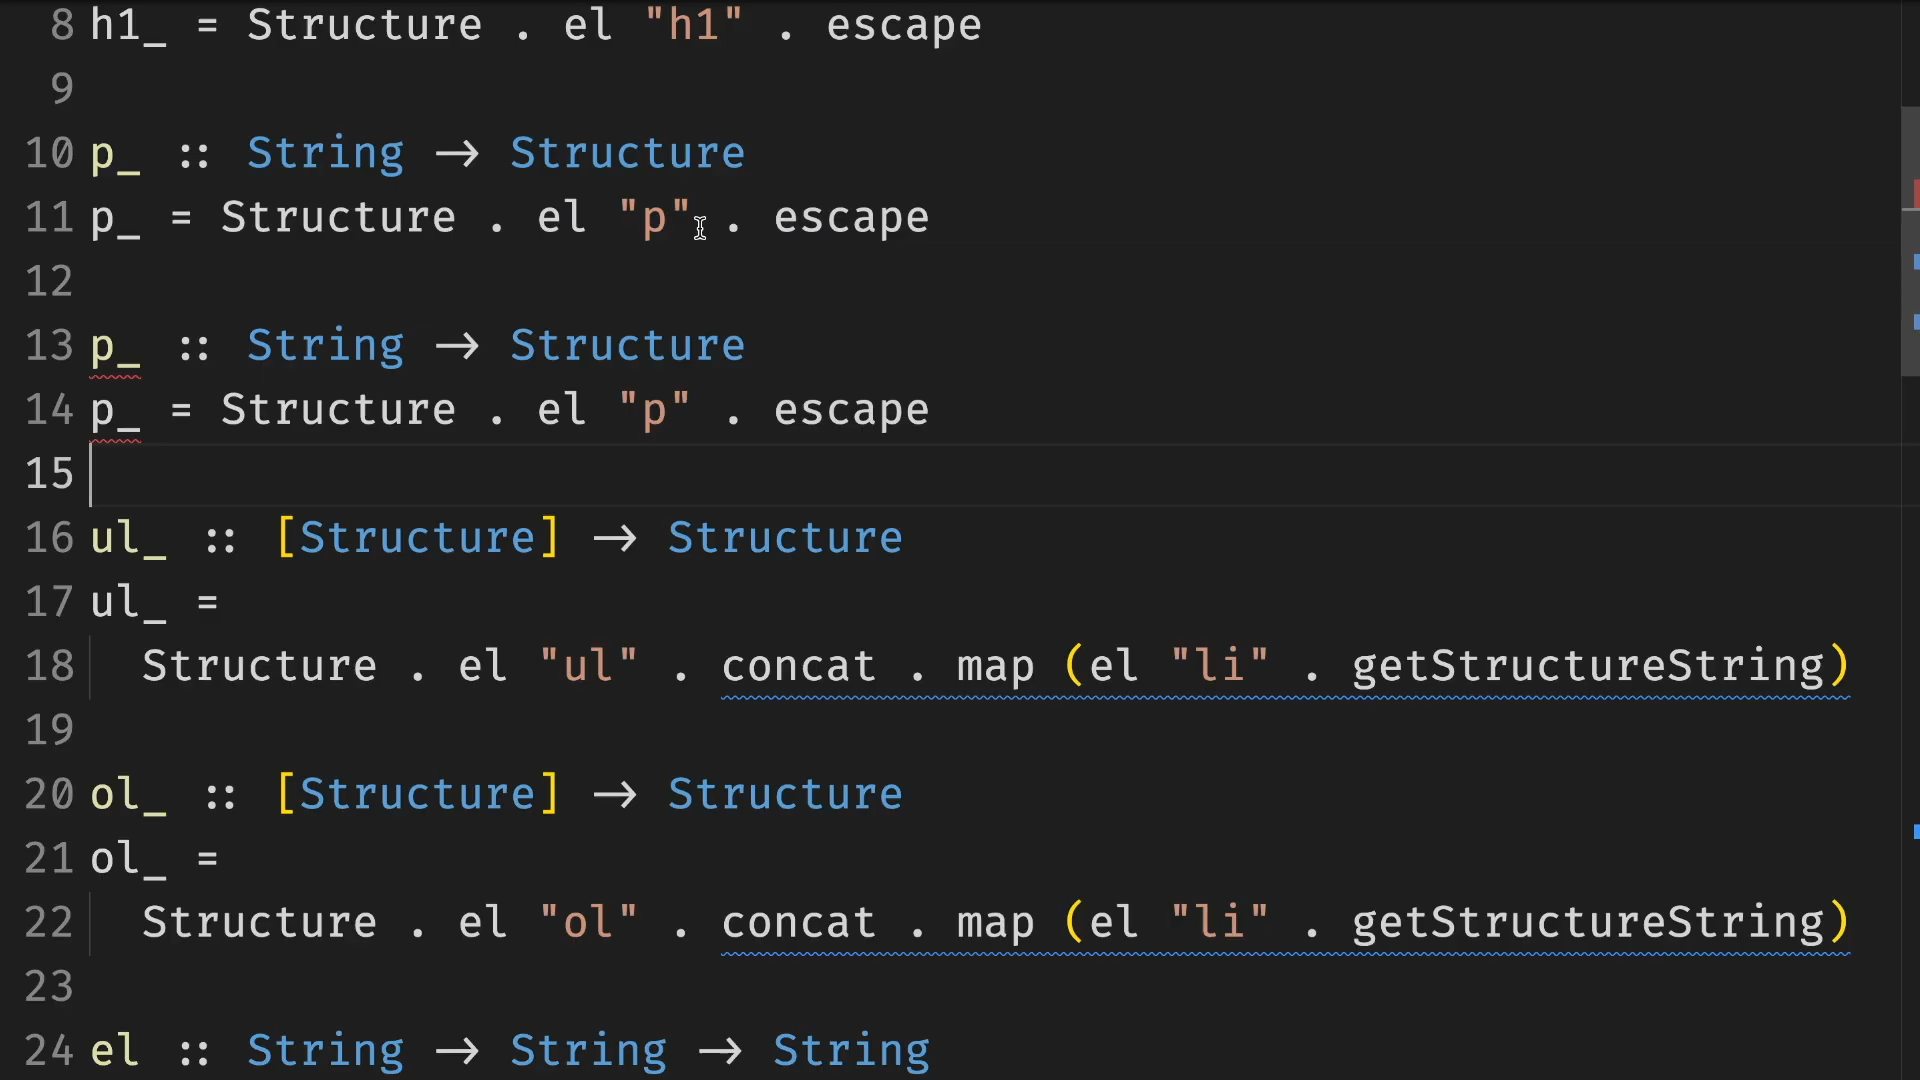 8 h1_ = Structure . el "h1" . escape
9
10 p_ :: String → Structure
11 p_ = Structure . el "p" . escape
12
13 p_ :: String → Structure
14 p_ = Structure . el "p" . escape
15
16 ul_ :: [Structure] → Structure
17 ul_ =
18 Structure . el "ul" . concat . map (el "li" . getStructureString)
19
20 ol_ :: [Structure] → Structure
21 ol_ =
22 Structure . el "ol" . concat . map (el "li" . getStructureString)
23
24 el :: String → String → String